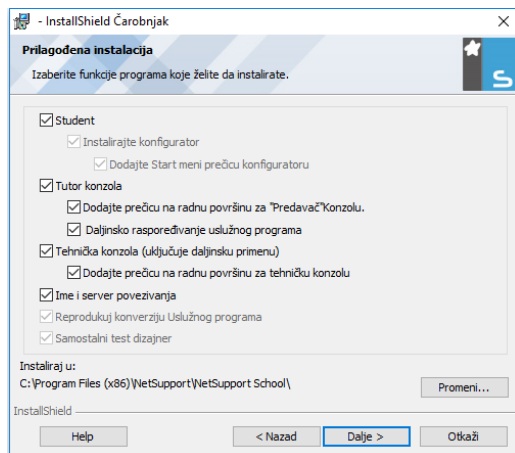 - InstallShield Čarobnjak
Prilagođena instalacija
Izaberite funkcije programa koje želite da instalirate.
S
Student
Instalirajte konfigurator
Dodajte Start meni prečicu konfiguratoru
Tutor konzola
Dodajte prečicu na radnu površinu za "Predavač"Konzolu.
Daljinsko raspoređivanje uslužnog programa
Tehnička konzola (uključuje daljinsku primenu)
Dodajte prečicu na radnu površinu za tehničku konzolu
Ime i server povezivanja
Reprodukuj konverziju Uslužnog programa
Samostalni test dizajner
Instaliraj u:
C:\Program Files (x86)\NetSupport\NetSupport School\
Promeni...
InstallShield
Help
< Nazad
Dalje >
Otkaži